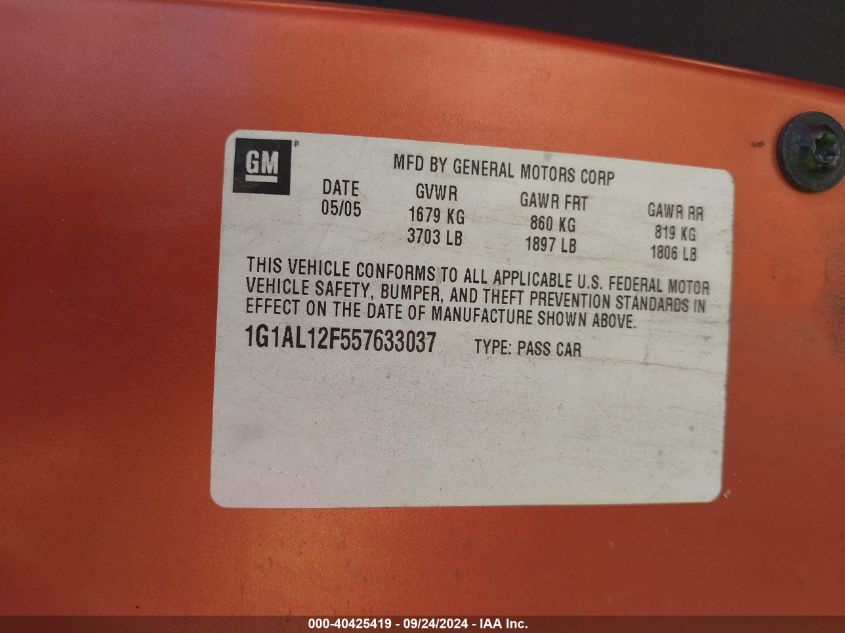 GM®
MFD BY GENERAL MOTORS CORP
DATE GVWR GAWR FRT GAWR RR
05/05 1679 KG 860 KG 819 KG
3703 LB 1897 LB 1806 LB
THIS VEHICLE CONFORMS TO ALL APPLICABLE U.S. FEDERAL MOTOR
VEHICLE SAFETY, BUMPER, AND THEFT PREVENTION STANDARDS IN
EFFECT ON THE DATE OF MANUFACTURE SHOWN ABOVE.
1G1AL12F557633037 TYPE: PASS CAR
000-40425419 - 09/24/2024 - IAA Inc.